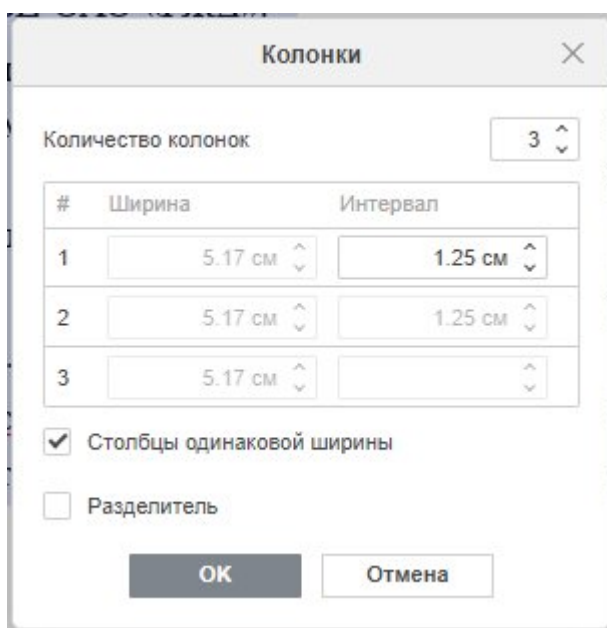 Колонки
Количество колонок 3
# Ширина Интервал
1 5.17 см 1.25 см
2 5.17 см 1.25 см
3 5.17 см
Столбцы одинаковой ширины
Разделитель
OK Отмена